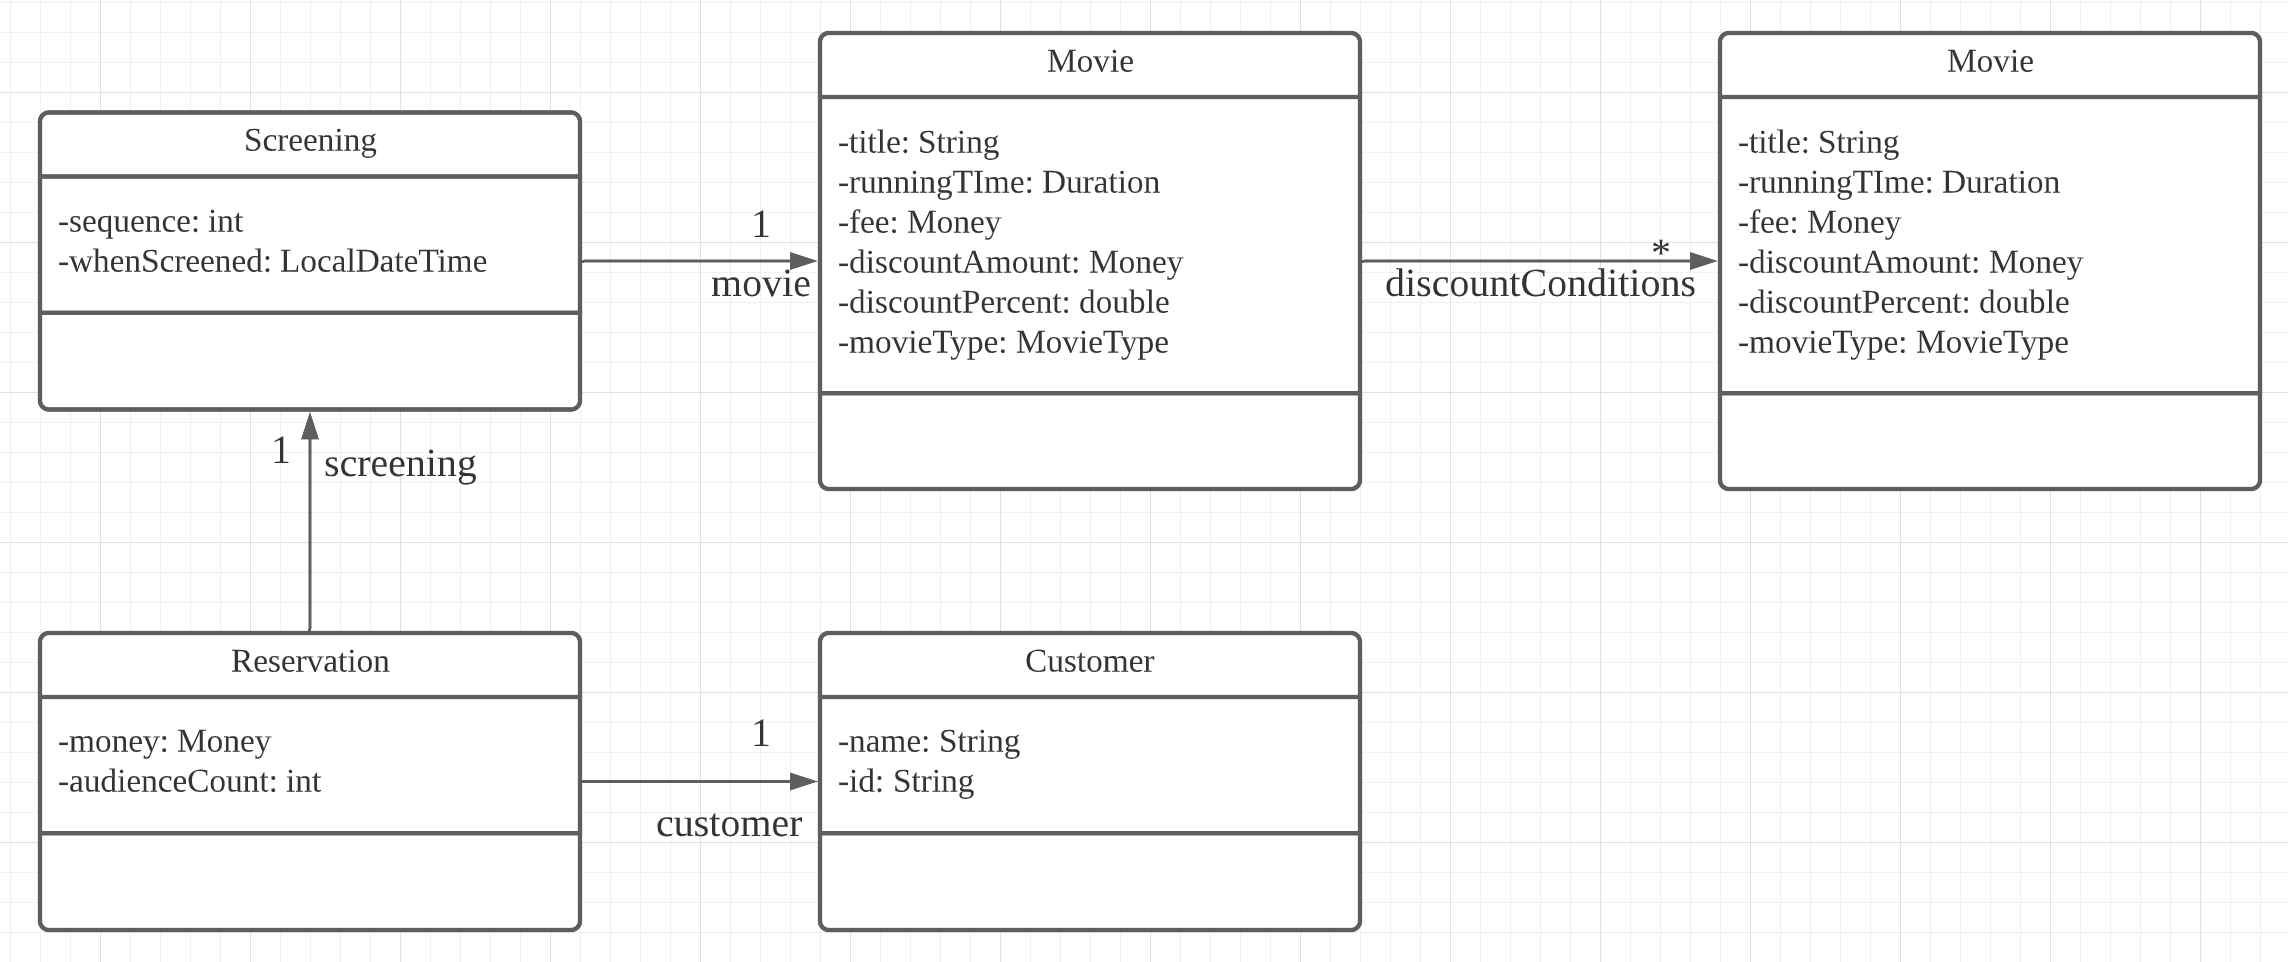 Screening
-sequence: int
-whenScreened: LocalDateTime
1
movie
Movie
-title: String
-runningTIme: Duration
-fee: Money
-discountAmount: Money
-discountPercent: double
-movieType: MovieType
*
discountConditions
Movie
-title: String
-runningTIme: Duration
-fee: Money
-discountAmount: Money
-discountPercent: double
-movieType: MovieType
1
screening
Reservation
-money: Money
-audienceCount: int
1
customer
Customer
-name: String
-id: String